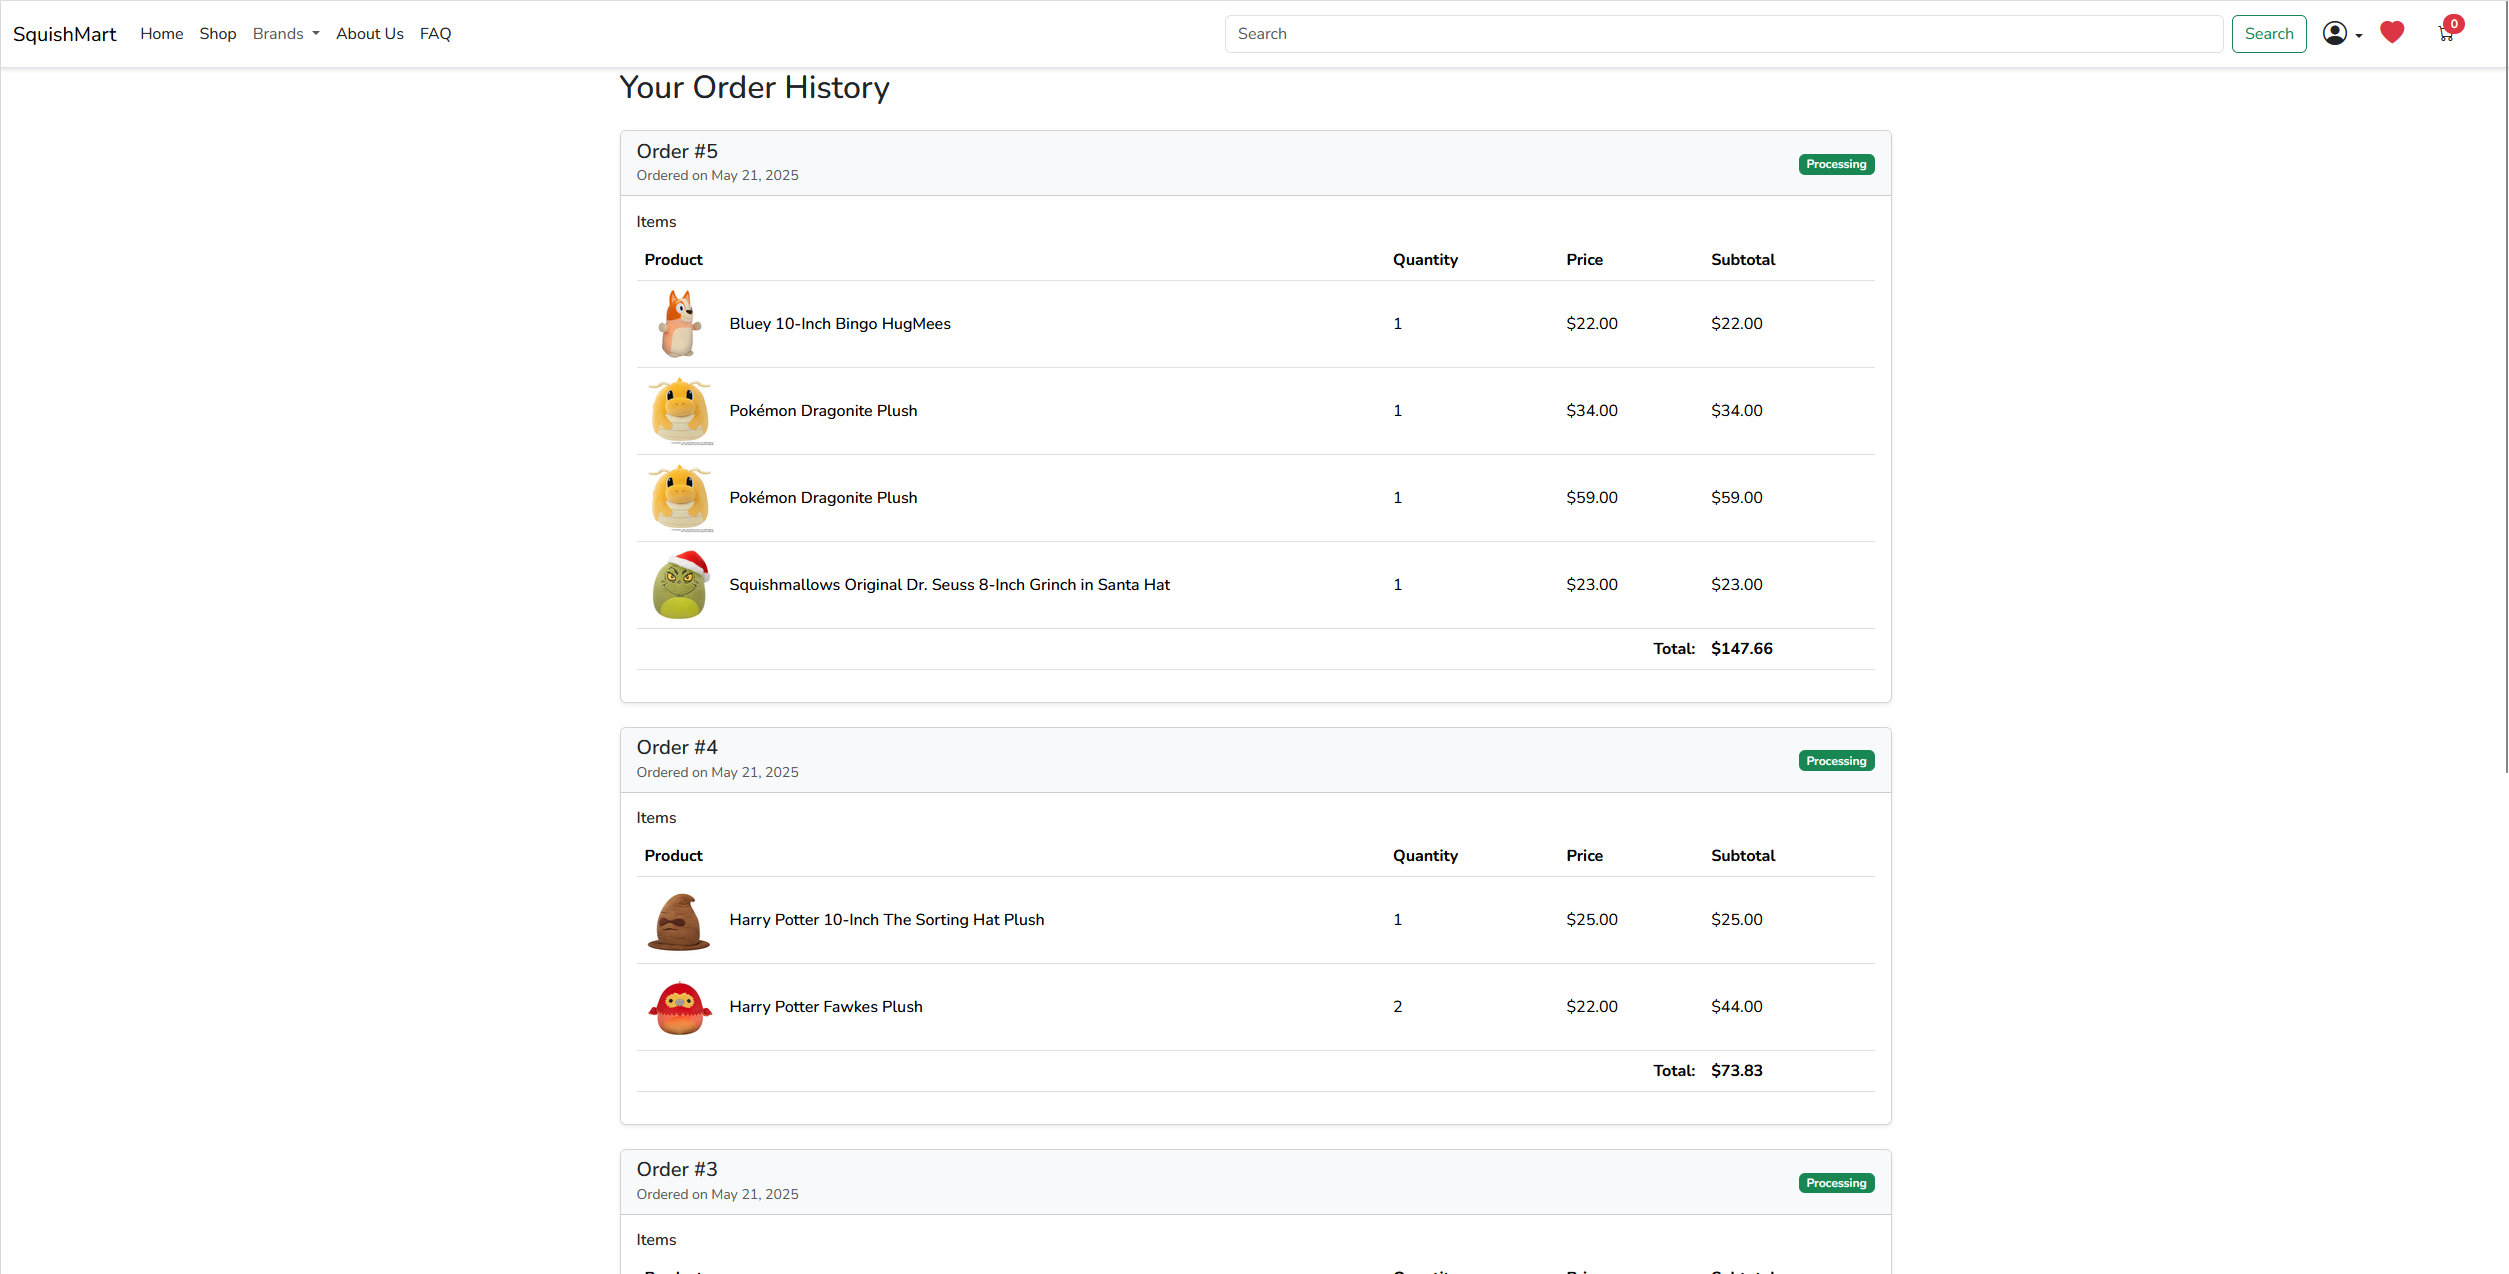 SquishMart Home Shop Brands About Us FAQ Search Search 0
Your Order History
Order #5
Ordered on May 21, 2025
Processing
Items
Product Quantity Price Subtotal
Bluey 10-Inch Bingo HugMees 1 $22.00 $22.00
Pokémon Dragonite Plush 1 $34.00 $34.00
Pokémon Dragonite Plush 1 $59.00 $59.00
Squishmallows Original Dr. Seuss 8-Inch Grinch in Santa Hat 1 $23.00 $23.00
Total: $147.66
Order #4
Ordered on May 21, 2025
Processing
Items
Product Quantity Price Subtotal
Harry Potter 10-Inch The Sorting Hat Plush 1 $25.00 $25.00
Harry Potter Fawkes Plush 2 $22.00 $44.00
Total: $73.83
Order #3
Ordered on May 21, 2025
Processing
Items